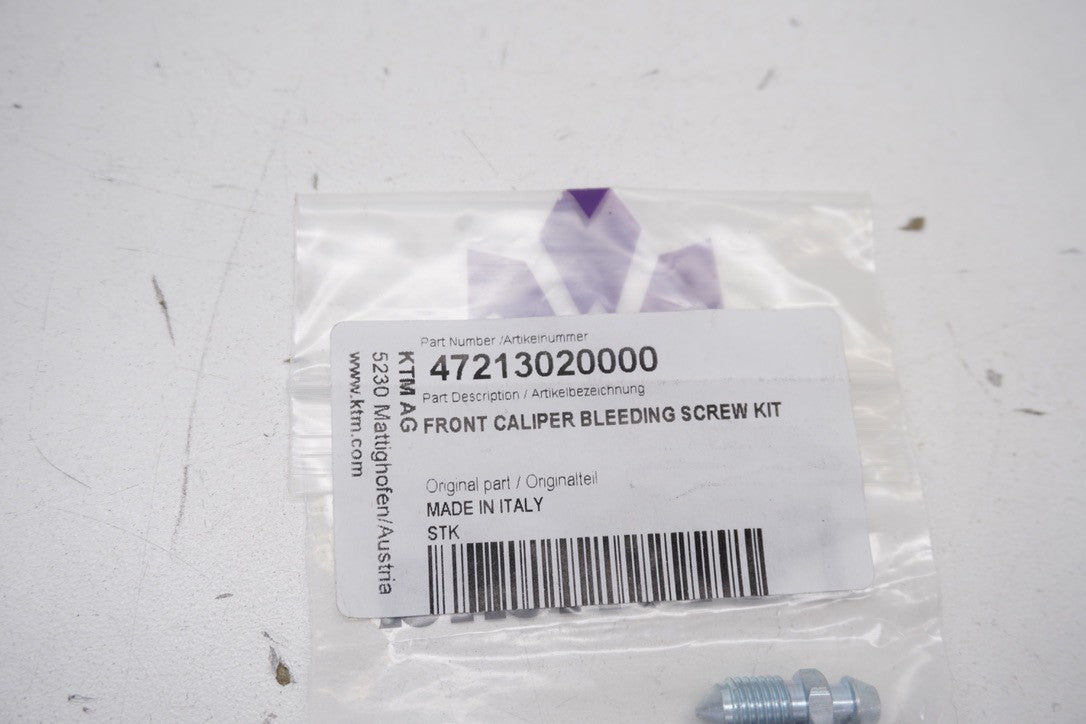 Part Number /Artikelnummer
47213020000
Part Description / Artikelbezeichnung
FRONT CALIPER BLEEDING SCREW KIT
Original part / Originalteil
MADE IN ITALY
STK
KTM AG
5230 Mattighofen/Austria
www.ktm.com